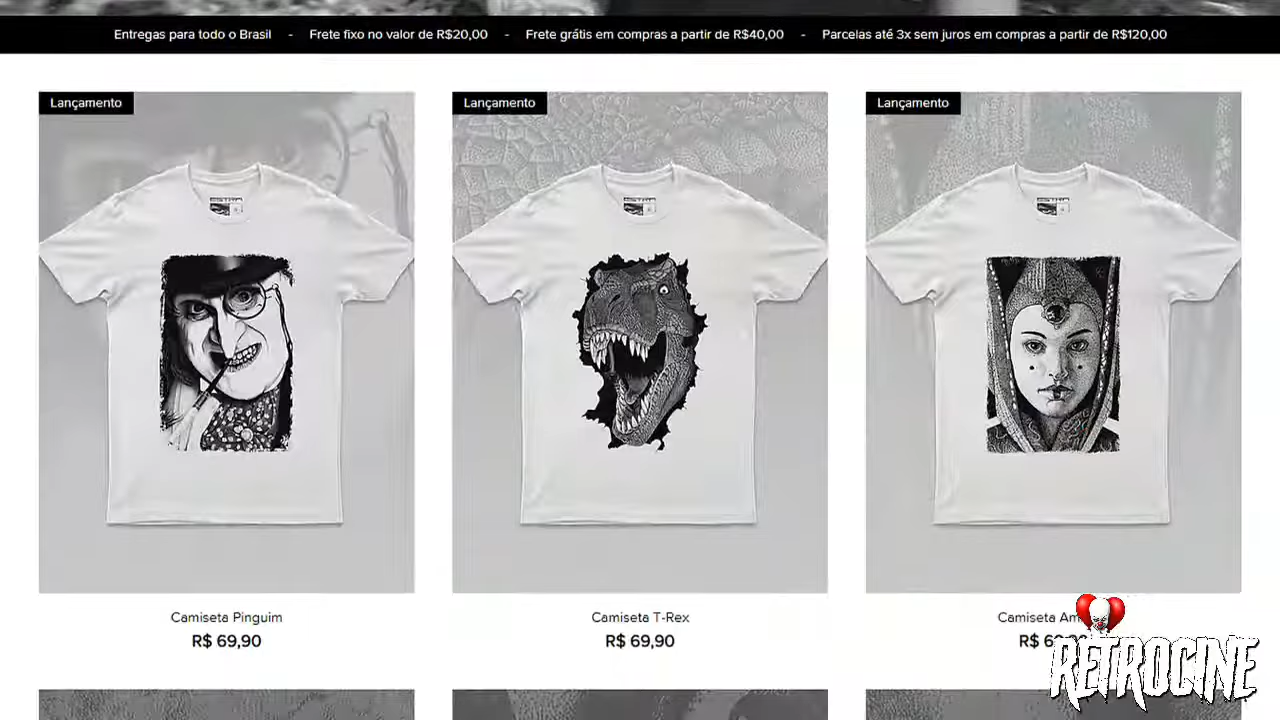 Entregas para todo o Brasil - Frete fixo no valor de R$20,00 - Frete grátis em compras a partir de R$40,00 - Parcelas até 3x sem juros em compras a partir de R$120,00
Lançamento
Lançamento
Lançamento
Camiseta Pinguim
R$ 69,90
Camiseta T-Rex
R$ 69,90
Camiseta
R$
RETROCINE